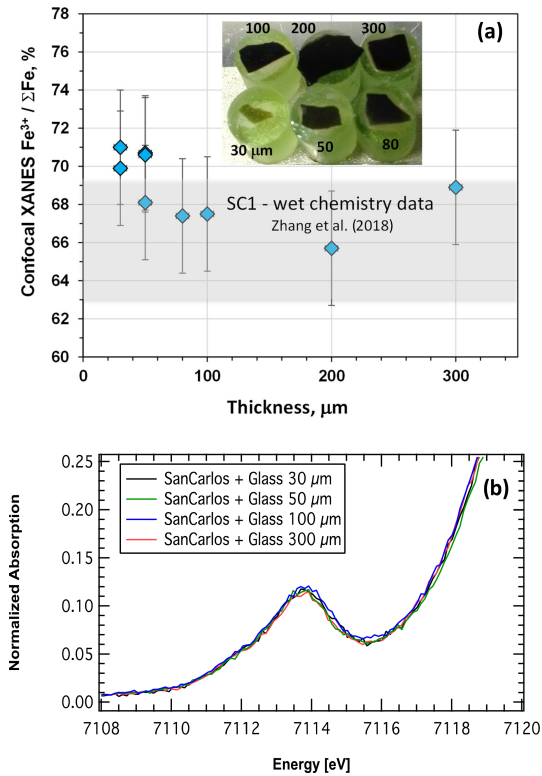 (a)
78
76
74
72
70
68
66
64
62
60
Confocal XANES Fe³⁺ / ΣFe, %
100 200 300
30 µm 50 80
SC1 - wet chemistry data
Zhang et al. (2018)
0 100 200 300
Thickness, µm
(b)
0.25
0.20
0.15
0.10
0.05
0.00
Normalized Absorption
SanCarlos + Glass 30 µm
SanCarlos + Glass 50 µm
SanCarlos + Glass 100 µm
SanCarlos + Glass 300 µm
7108 7110 7112 7114 7116 7118 7120
Energy [eV]